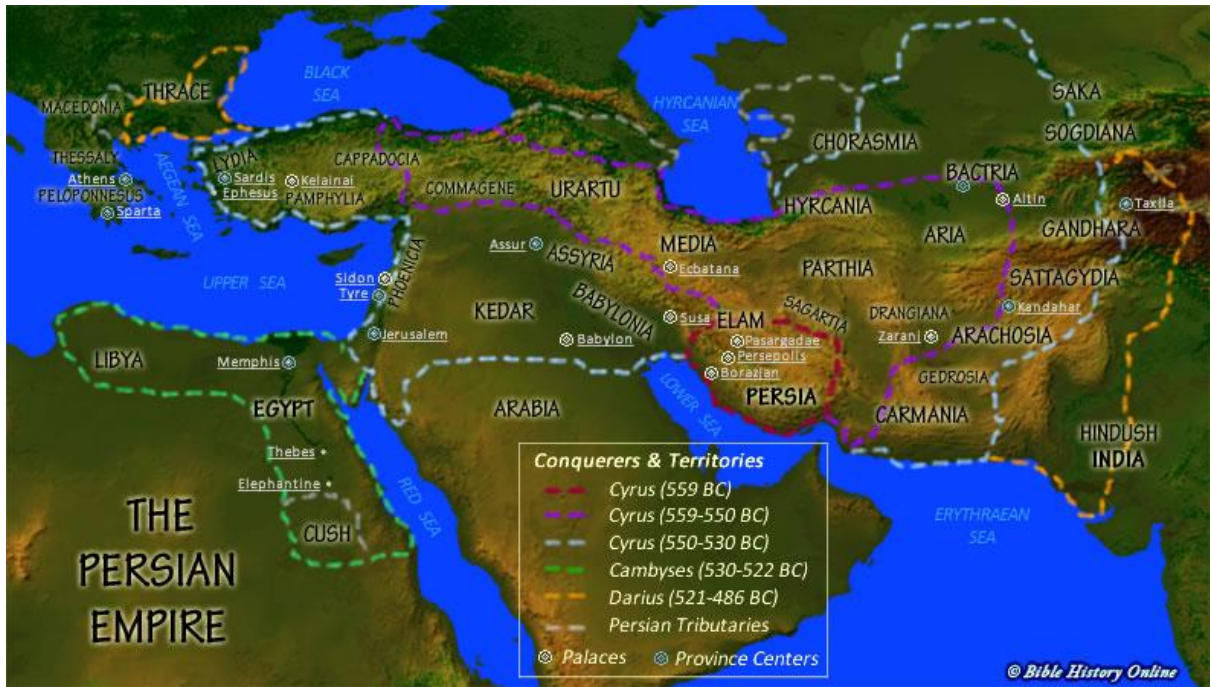 BLACK
SEA
HYRCANIAN
SEA
SAKA
THRACE
MACEDONIA
CHORASMIA
SOGDIANA
THESSALY
LYDIA
CAPPADOCIA
BACTRIA
Athens
AEGEAN SEA
Sardis
Kelainai
COMMAGENE
URARTU
PELOPONNESUS
Ephesus
PAMPHYLIA
HYRCANIA
Altin
Taxila
Sparta
GANDHARA
ARIA
Assur
ASSYRIA
MEDIA
Ecbatana
PARTHIA
SATTAGYDIA
UPPER SEA
Sidon
Tyre
PHOENICIA
KEDAR
BABYLONIA
SAGARTIA
DRANGIANA
Kandahar
Susa
ELAM
Jerusalem
Babylon
Pasargadae
Zaranj
ARACHOSIA
LIBYA
Memphis
Persepolis
Borazjan
GEDROSIA
LOWER SEA
PERSIA
EGYPT
ARABIA
CARMANIA
HINDUSH
INDIA
Thebes
Elephantine
RED SEA
CUSH
ERYTHRAEAN
SEA
THE
PERSIAN
EMPIRE
Conquerers & Territories
Cyrus (559 BC)
Cyrus (559-550 BC)
Cyrus (550-530 BC)
Cambyses (530-522 BC)
Darius (521-486 BC)
Persian Tributaries
Palaces
Province Centers
© Bible History Online